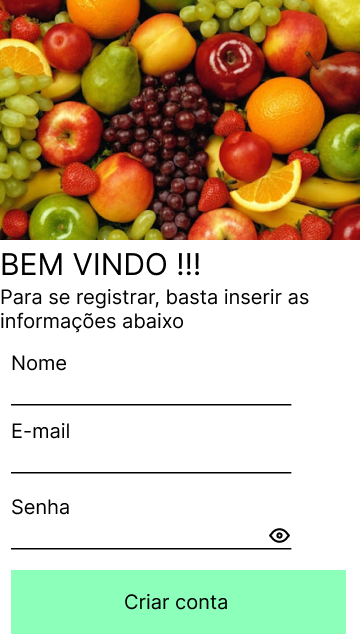 BEM VINDO !!!
Para se registrar, basta inserir as
informações abaixo
Nome
E-mail
Senha
Criar conta